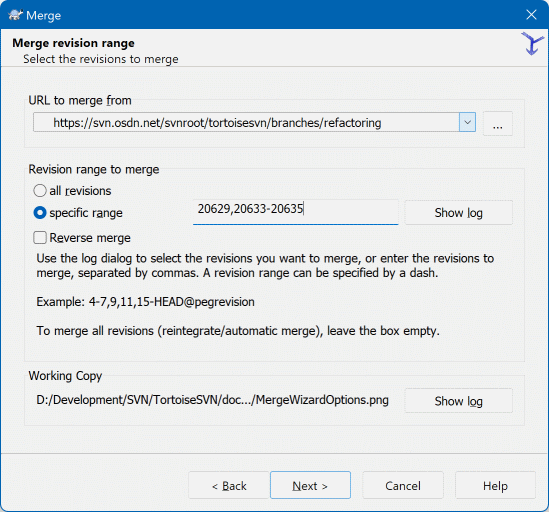 Merge
Merge revision range
Select the revisions to merge
URL to merge from
https://svn.osdn.net/svnroot/tortoisesvn/branches/refactoring
...
Revision range to merge
all revisions
specific range
20629,20633-20635
Show log
Reverse merge
Use the log dialog to select the revisions you want to merge, or enter the revisions to
merge, separated by commas. A revision range can be specified by a dash.
Example: 4-7,9,11,15-HEAD@pegrevision
To merge all revisions (reintegrate/automatic merge), leave the box empty.
Working Copy
D:/Development/SVN/TortoiseSVN/doc.../MergeWizardOptions.png
Show log
< Back
Next >
Cancel
Help